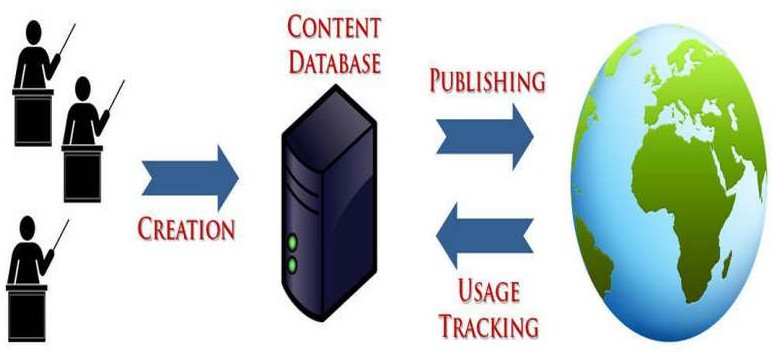 CONTENT
DATABASE
PUBLISHING
CREATION
USAGE
TRACKING